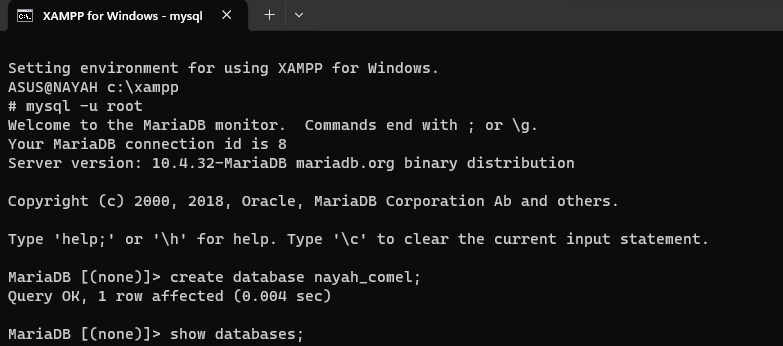 XAMPP for Windows - mysql
Setting environment for using XAMPP for Windows.
ASUS@NAYAH c:\xampp
# mysql -u root
Welcome to the MariaDB monitor.  Commands end with ; or \g.
Your MariaDB connection id is 8
Server version: 10.4.32-MariaDB mariadb.org binary distribution
Copyright (c) 2000, 2018, Oracle, MariaDB Corporation Ab and others.
Type 'help;' or '\h' for help. Type '\c' to clear the current input statement.
MariaDB [(none)]> create database nayah_comel;
Query OK, 1 row affected (0.004 sec)
MariaDB [(none)]> show databases;